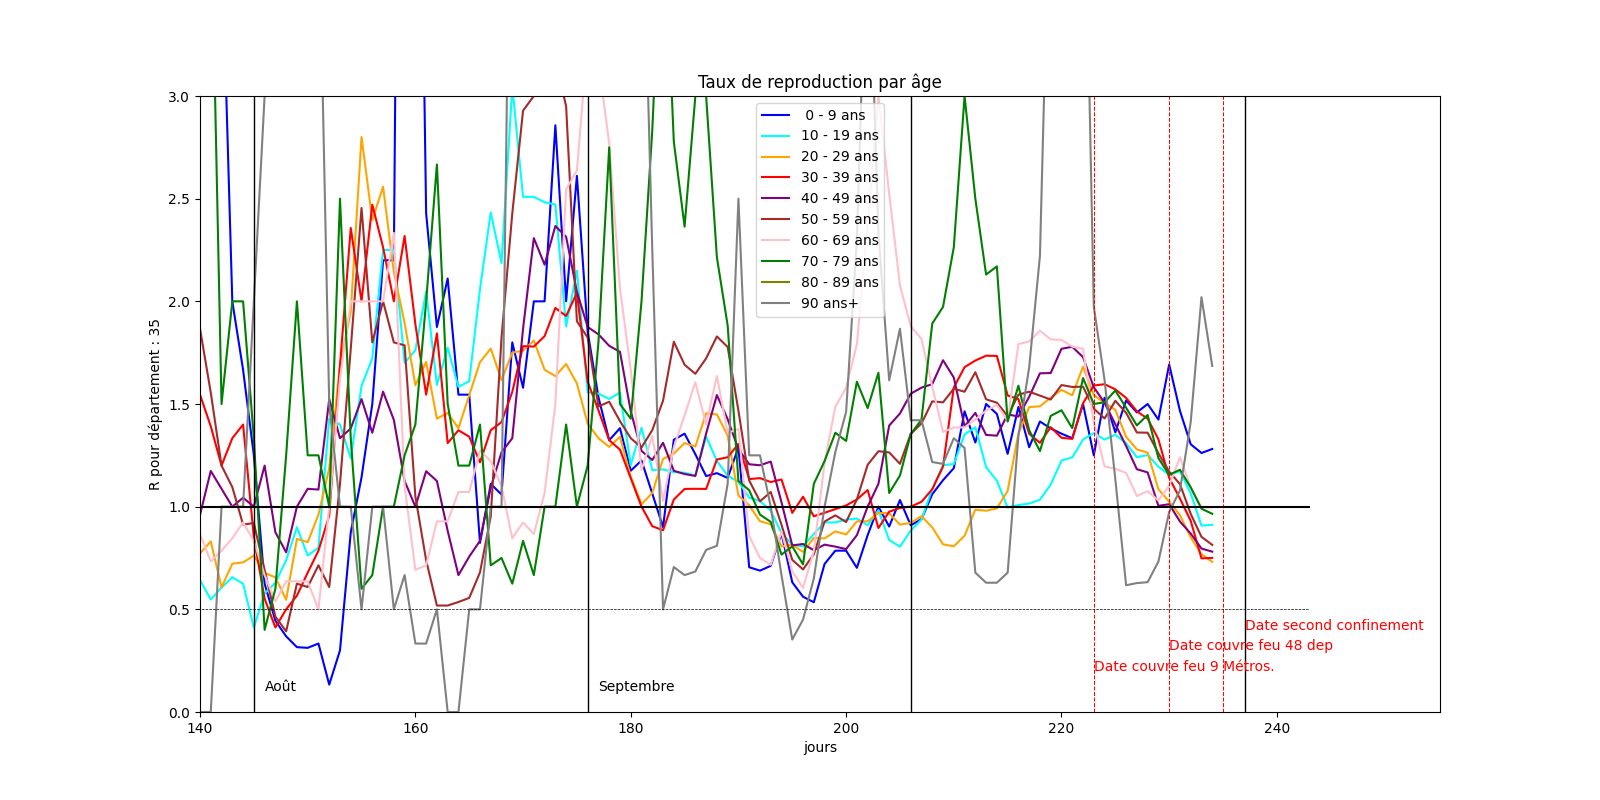 Taux de reproduction par âge
R pour département : 35
3.0
2.5
2.0
1.5
1.0
0.5
0.0
0 - 9 ans
10 - 19 ans
20 - 29 ans
30 - 39 ans
40 - 49 ans
50 - 59 ans
60 - 69 ans
70 - 79 ans
80 - 89 ans
90 ans+
Date second confinement
Date couvre feu 48 dep
Date couvre feu 9 Métros.
Août
Septembre
140
160
180
200
220
240
jours